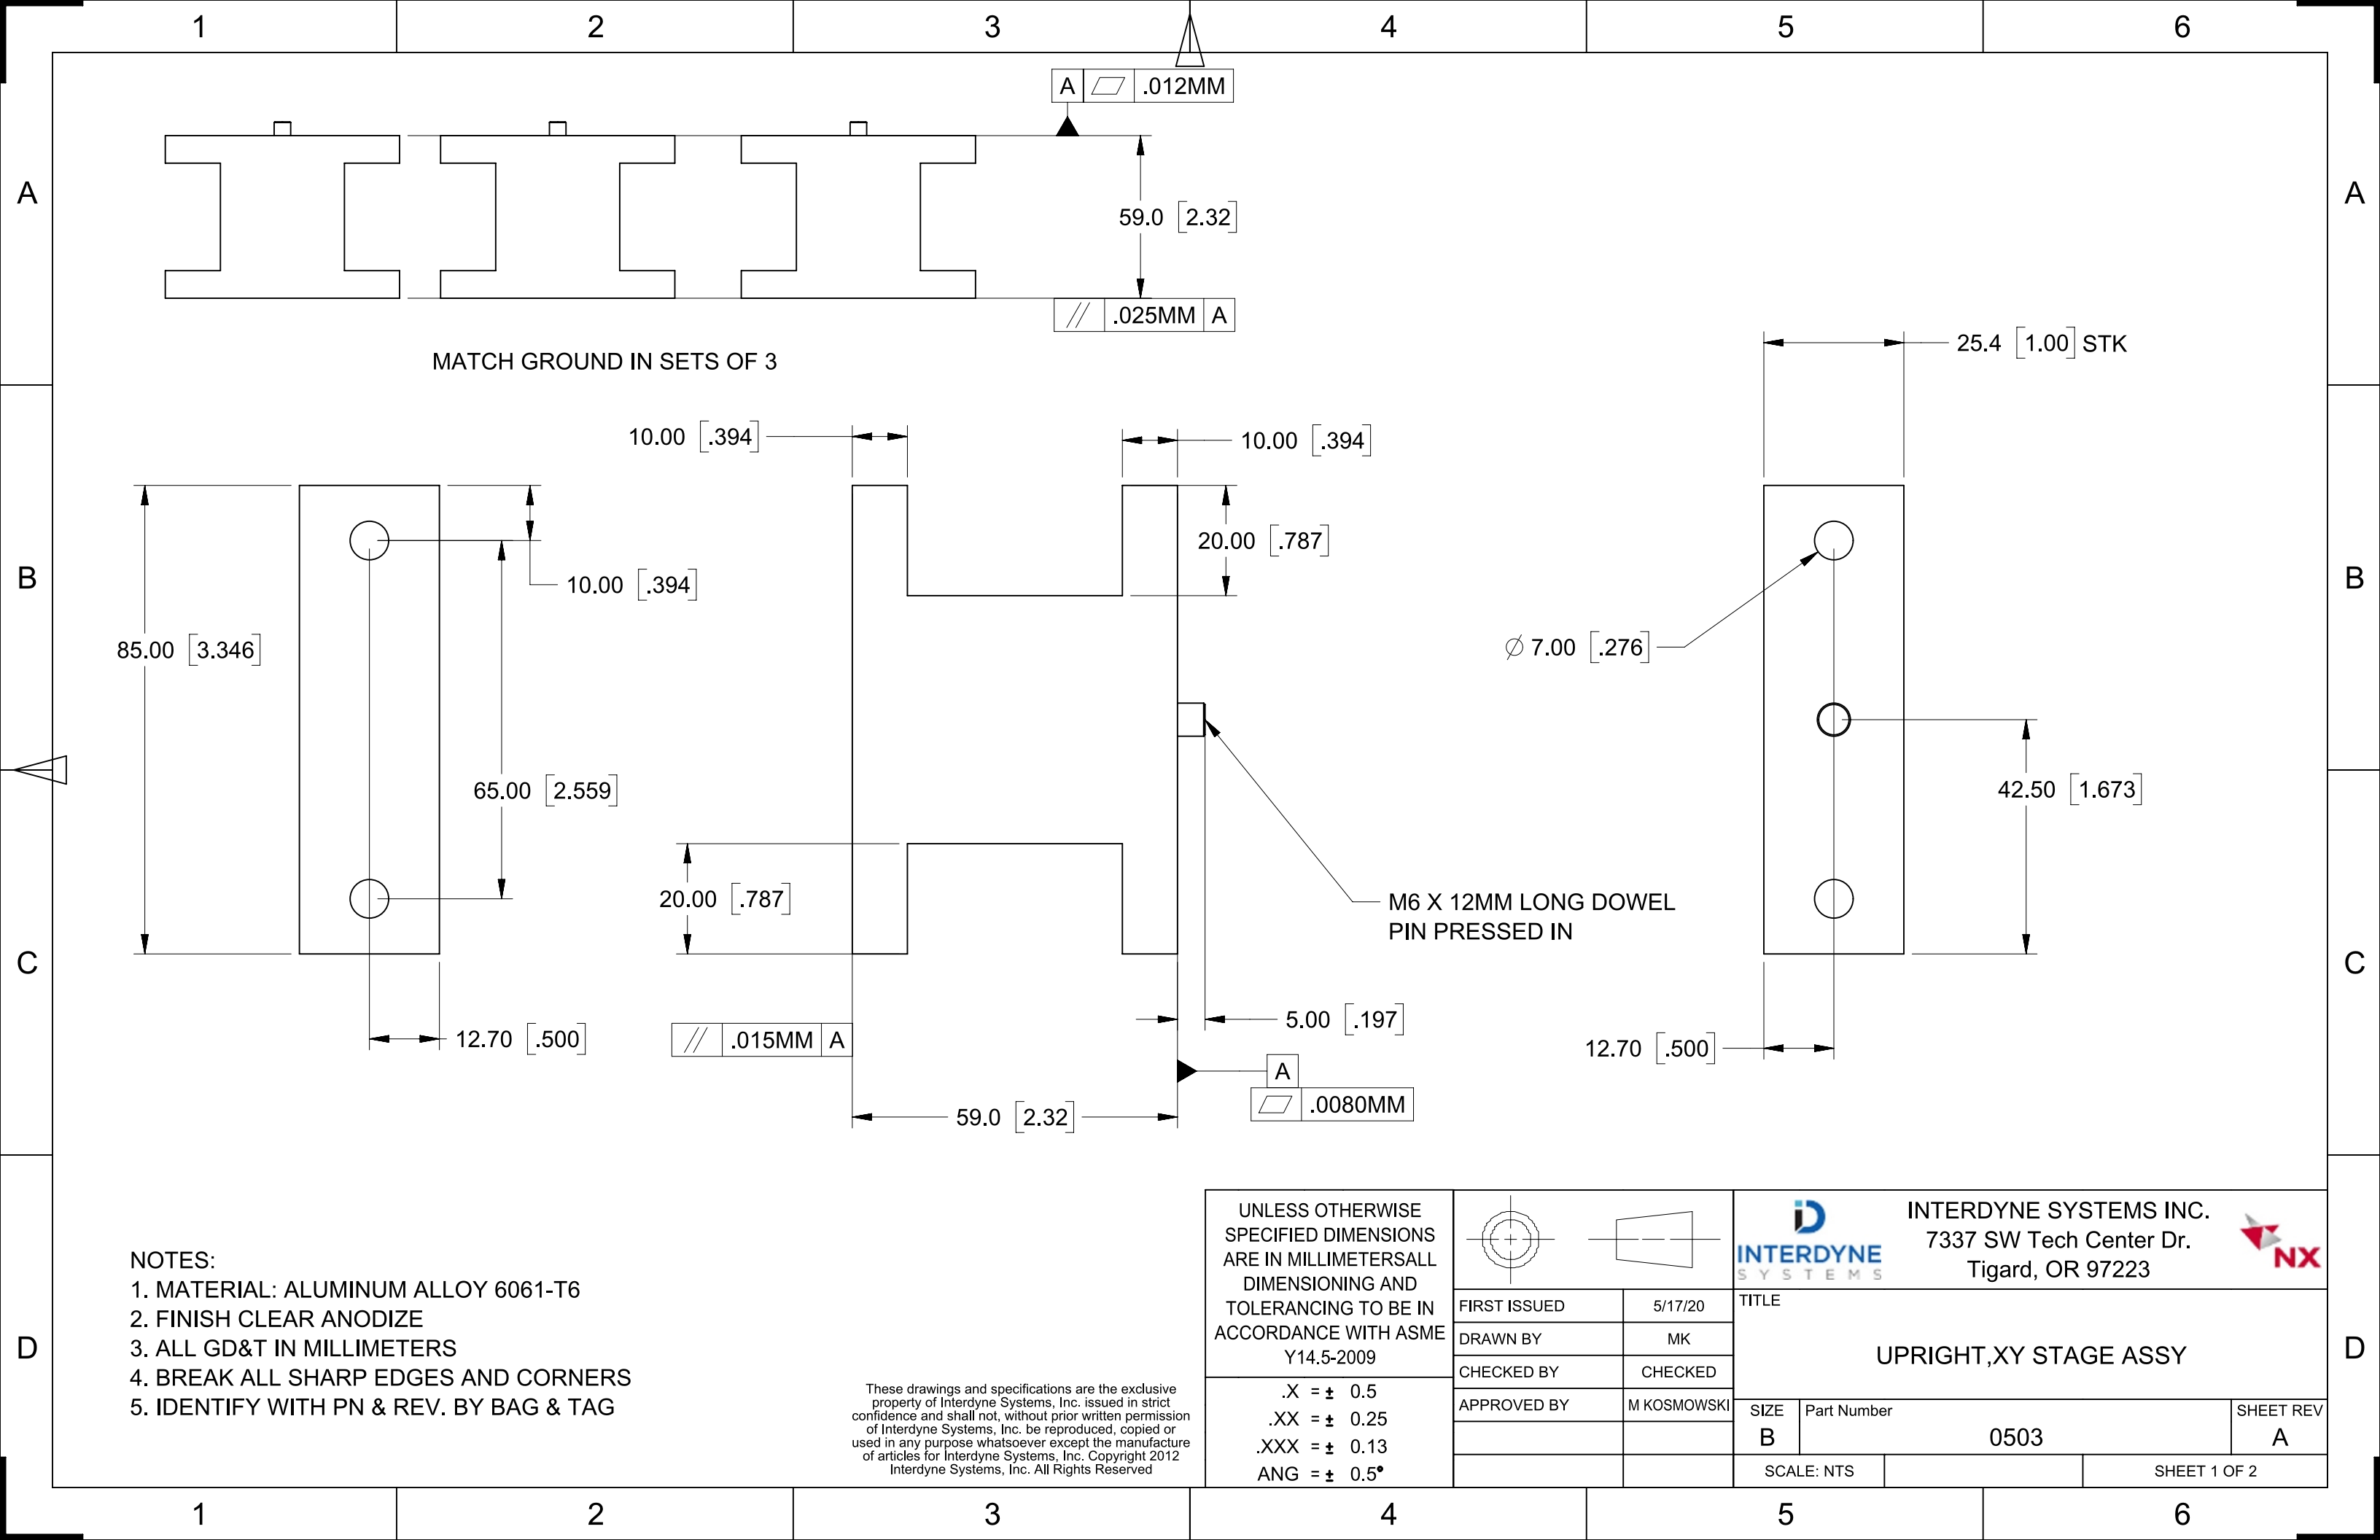 1 2 3 4 5 6
A ⏥ .012MM
A
A
59.0 [2.32]
// .025MM A
25.4 [1.00] STK
MATCH GROUND IN SETS OF 3
10.00 [.394]
10.00 [.394]
20.00 [.787]
B
B
10.00 [.394]
85.00 [3.346]
⌀ 7.00 [.276]
65.00 [2.559]
42.50 [1.673]
20.00 [.787]
M6 X 12MM LONG DOWEL
PIN PRESSED IN
C
C
5.00 [.197]
12.70 [.500]
// .015MM A
12.70 [.500]
A
⏥ .0080MM
59.0 [2.32]
NOTES:
1. MATERIAL: ALUMINUM ALLOY 6061-T6
2. FINISH CLEAR ANODIZE
3. ALL GD&T IN MILLIMETERS
4. BREAK ALL SHARP EDGES AND CORNERS
5. IDENTIFY WITH PN & REV. BY BAG & TAG
D
D
These drawings and specifications are the exclusive
property of Interdyne Systems, Inc. issued in strict
confidence and shall not, without prior written permission
of Interdyne Systems, Inc. be reproduced, copied or
used in any purpose whatsoever except the manufacture
of articles for Interdyne Systems, Inc. Copyright 2012
Interdyne Systems, Inc. All Rights Reserved
UNLESS OTHERWISE
SPECIFIED DIMENSIONS
ARE IN MILLIMETERSALL
DIMENSIONING AND
TOLERANCING TO BE IN
ACCORDANCE WITH ASME
Y14.5-2009
.X = ± 0.5
.XX = ± 0.25
.XXX = ± 0.13
ANG = ± 0.5°
FIRST ISSUED 5/17/20
DRAWN BY MK
CHECKED BY CHECKED
APPROVED BY M KOSMOWSKI
INTERDYNE
SYSTEMS
INTERDYNE SYSTEMS INC.
7337 SW Tech Center Dr.
Tigard, OR 97223
NX
TITLE
UPRIGHT,XY STAGE ASSY
SIZE Part Number SHEET REV
B 0503 A
SCALE: NTS SHEET 1 OF 2
1 2 3 4 5 6